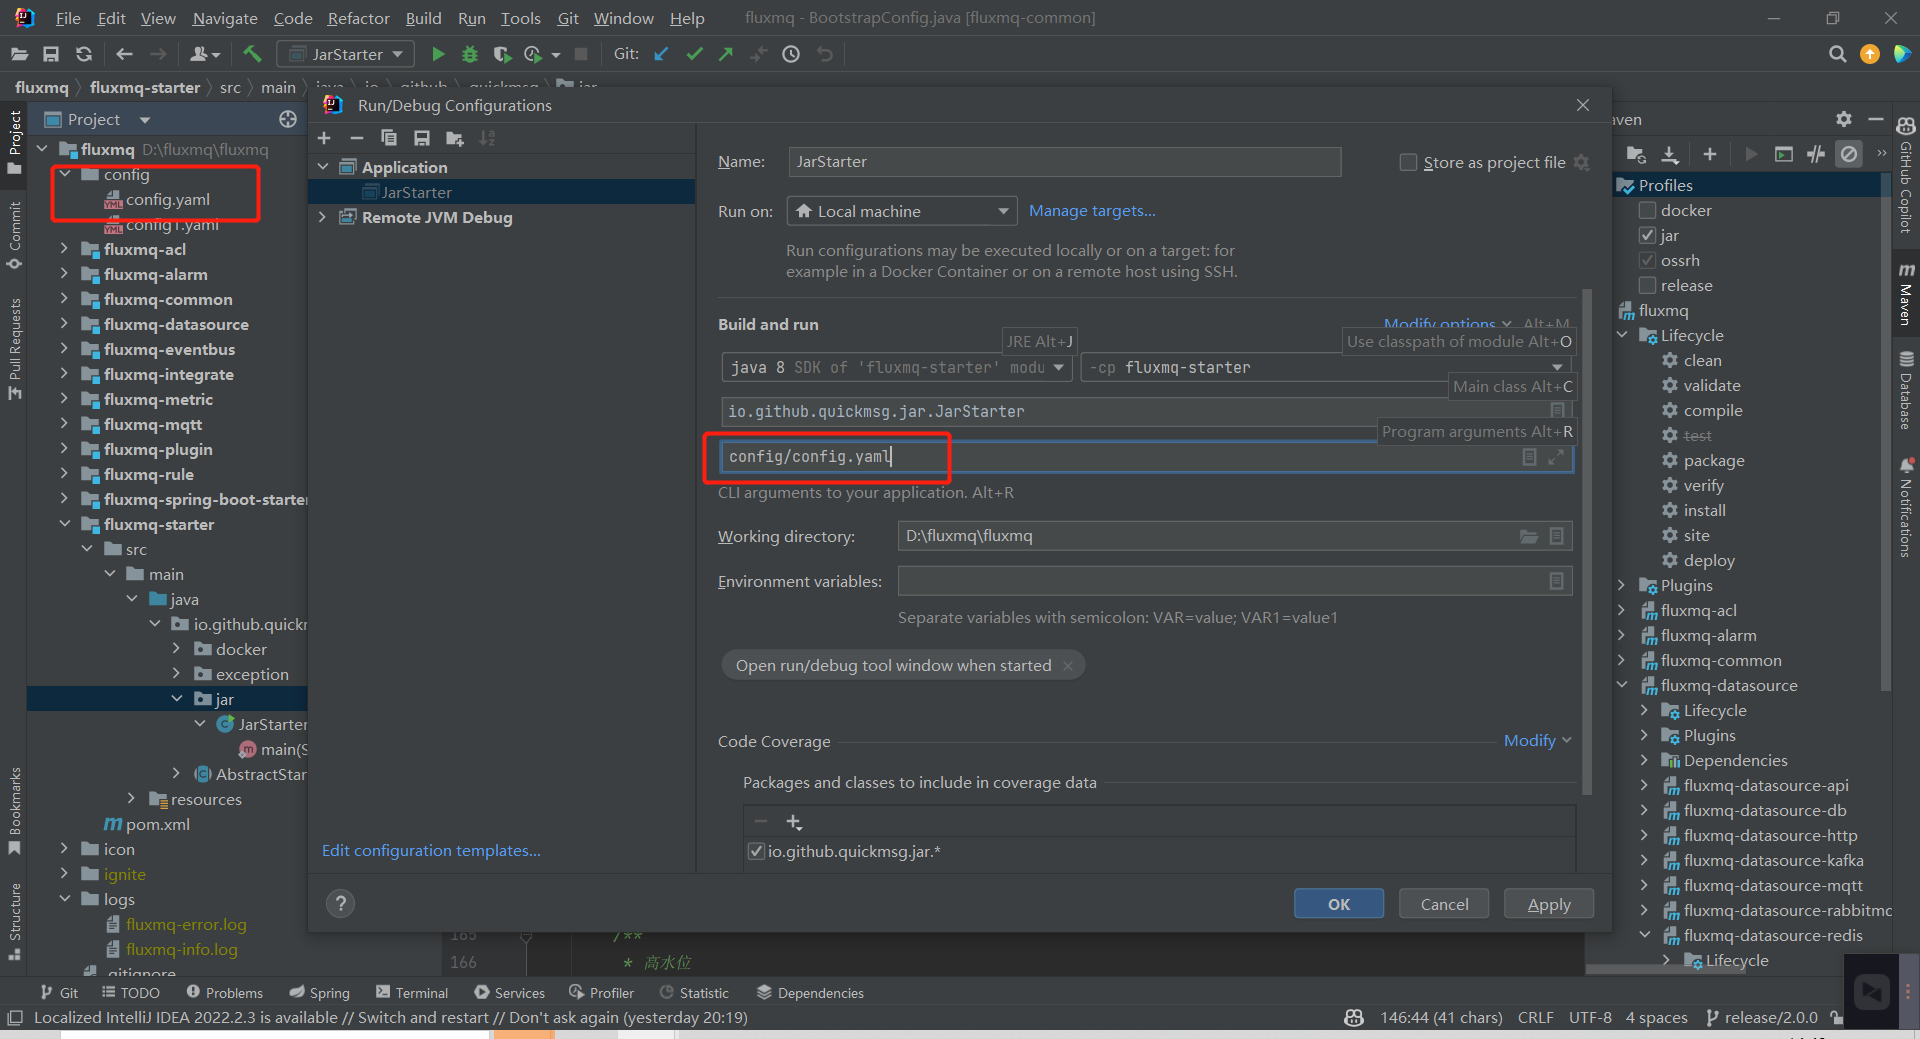 File Edit View Navigate Code Refactor Build Run Tools Git Window Help fluxmq - BootstrapConfig.java [fluxmq-common]
JarStarter Git:
fluxmq fluxmq-starter src main java io github quickmsg jar
Project
Commit
Pull Requests
Bookmarks
Structure
Project
fluxmq D:\fluxmq\fluxmq
config
config.yaml
config1.yaml
fluxmq-acl
fluxmq-alarm
fluxmq-common
fluxmq-datasource
fluxmq-eventbus
fluxmq-integrate
fluxmq-metric
fluxmq-mqtt
fluxmq-plugin
fluxmq-rule
fluxmq-spring-boot-starter
fluxmq-starter
src
main
java
io.github.quickr
docker
exception
jar
JarStarter
main(S
AbstractStar
resources
pom.xml
icon
ignite
logs
fluxmq-error.log
fluxmq-info.log
.gitignore
Run/Debug Configurations
Application
JarStarter
Remote JVM Debug
Edit configuration templates...
Name: JarStarter Store as project file
Run on: Local machine Manage targets...
Run configurations may be executed locally or on a target: for
example in a Docker Container or on a remote host using SSH.
Build and run Modify options Alt+M
JRE Alt+J Use classpath of module Alt+O
java 8 SDK of 'fluxmq-starter' modu -cp fluxmq-starter
Main class Alt+C
io.github.quickmsg.jar.JarStarter
Program arguments Alt+R
config/config.yaml
CLI arguments to your application. Alt+R
Working directory: D:\fluxmq\fluxmq
Environment variables:
Separate variables with semicolon: VAR=value; VAR1=value1
Open run/debug tool window when started
Code Coverage Modify
Packages and classes to include in coverage data
io.github.quickmsg.jar.*
? OK Cancel Apply
165 /**
166 * 高水位
aven
Profiles
docker
jar
ossrh
release
fluxmq
Lifecycle
clean
validate
compile
test
package
verify
install
site
deploy
Plugins
fluxmq-acl
fluxmq-alarm
fluxmq-common
fluxmq-datasource
Lifecycle
Plugins
Dependencies
fluxmq-datasource-api
fluxmq-datasource-db
fluxmq-datasource-http
fluxmq-datasource-kafka
fluxmq-datasource-mqtt
fluxmq-datasource-rabbitmc
fluxmq-datasource-redis
Lifecycle
GitHub Copilot
Maven
Database
Notifications
Git TODO Problems Spring Terminal Services Profiler Statistic Dependencies
Localized IntelliJ IDEA 2022.2.3 is available // Switch and restart // Don't ask again (yesterday 20:19) 146:44 (41 chars) CRLF UTF-8 4 spaces release/2.0.0